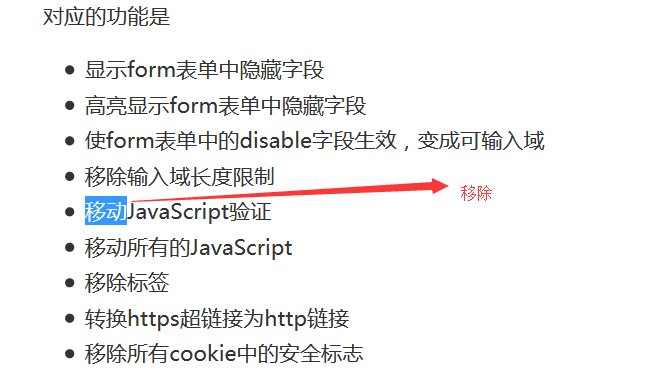 对应的功能是
显示form表单中隐藏字段
高亮显示form表单中隐藏字段
使form表单中的disable字段生效，变成可输入域
移除输入域长度限制
移动JavaScript验证
移除
移动所有的JavaScript
移除标签
转换https超链接为http链接
移除所有cookie中的安全标志